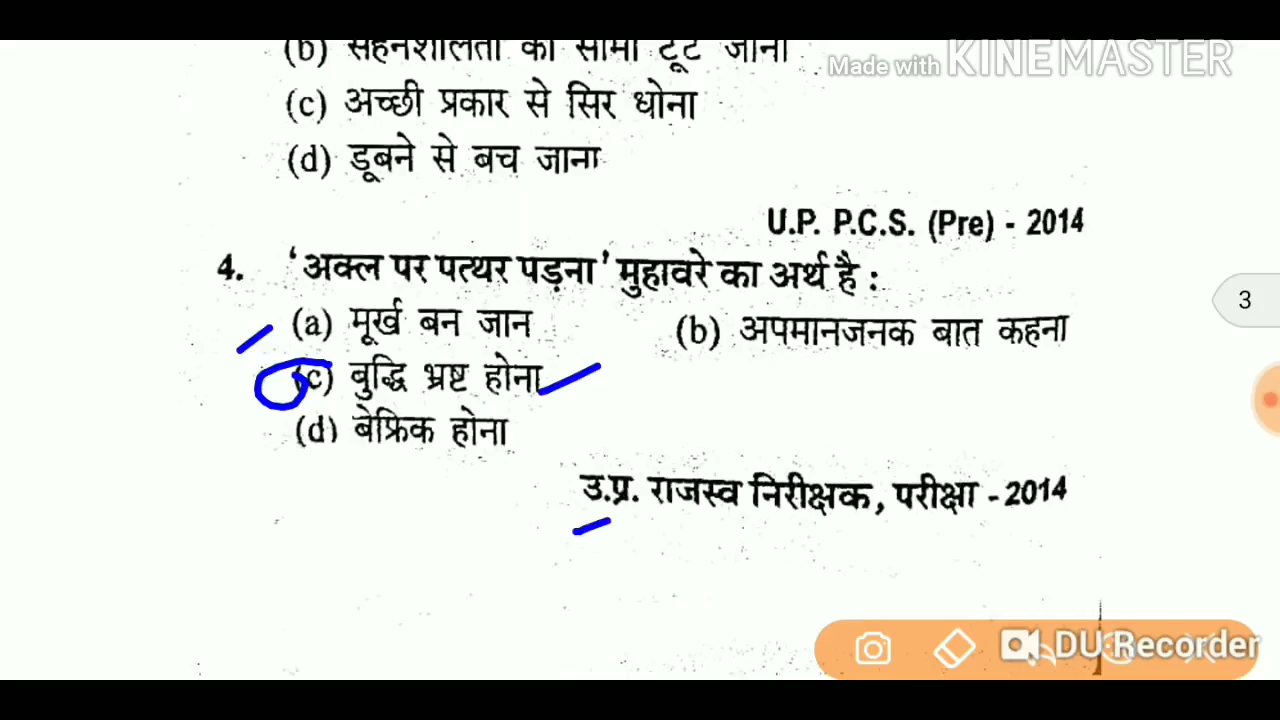 (b) सहनशीलता की सीमा टूट जाना
Made with KINEMASTER
(c) अच्छी प्रकार से सिर धोना
(d) डूबने से बच जाना
U.P. P.C.S. (Pre) - 2014
4. 'अक्ल पर पत्थर पड़ना' मुहावरे का अर्थ है :
(a) मूर्ख बन जान (b) अपमानजनक बात कहना
3
(c) बुद्धि भ्रष्ट होना
(d) बेफ्रिक होना
उ.प्र. राजस्व निरीक्षक, परीक्षा - 2014
DU Recorder